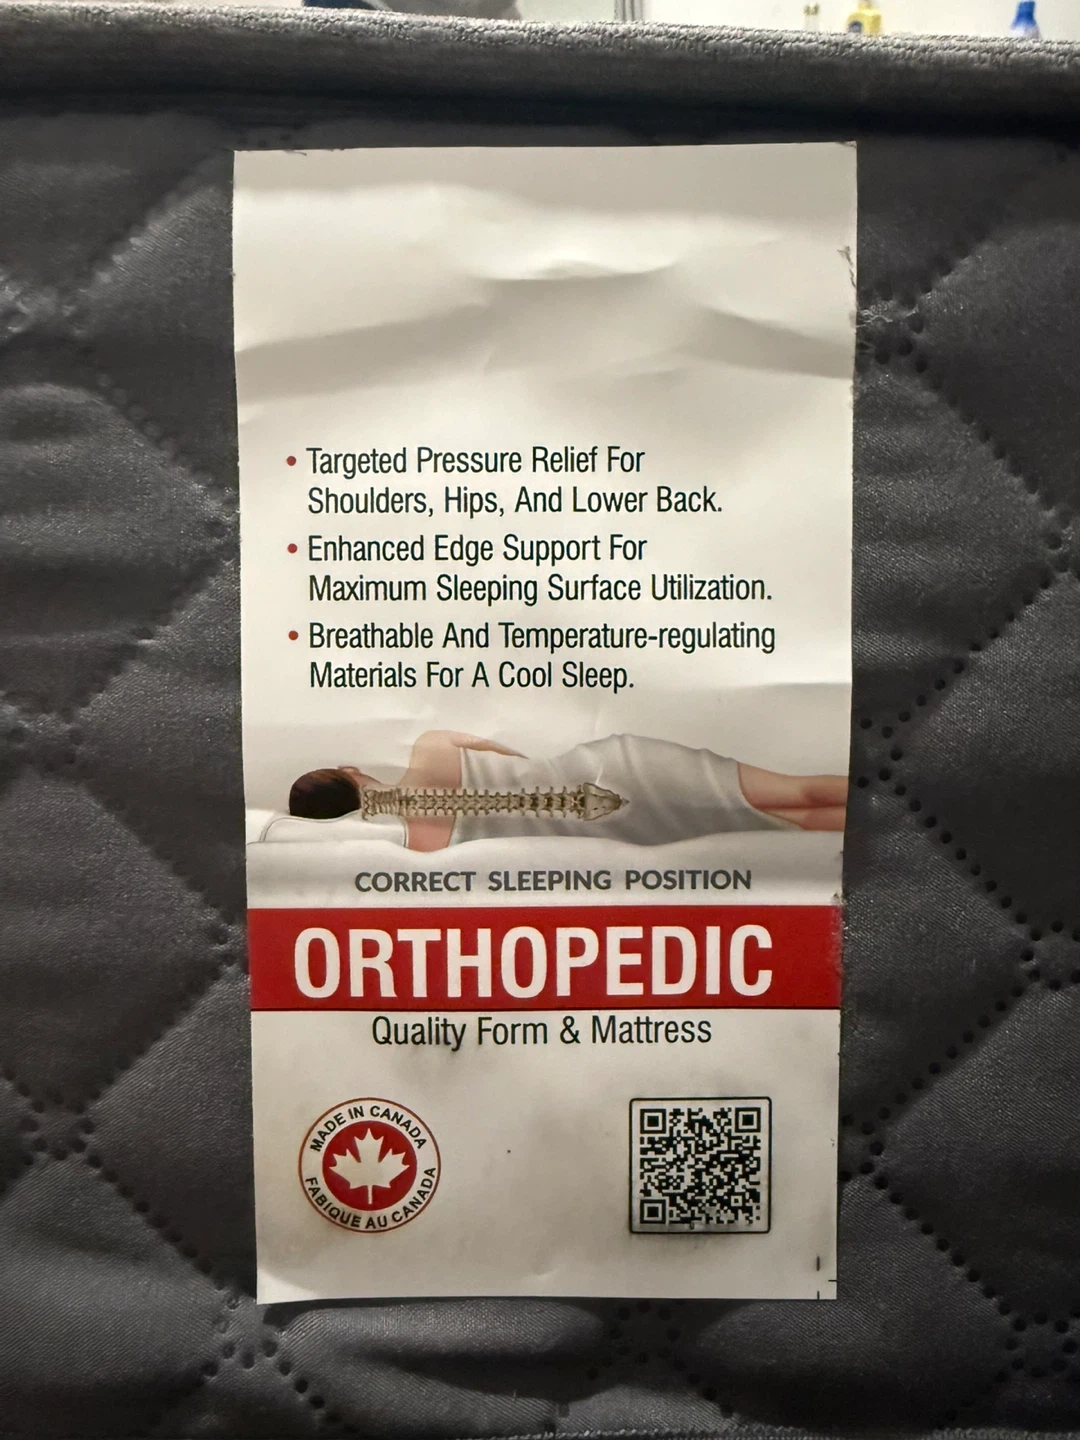 • Targeted Pressure Relief For
Shoulders, Hips, And Lower Back.
• Enhanced Edge Support For
Maximum Sleeping Surface Utilization.
• Breathable And Temperature-regulating
Materials For A Cool Sleep.
CORRECT SLEEPING POSITION
ORTHOPEDIC
Quality Form & Mattress
MADE IN CANADA
FABIQUE AU CANADA